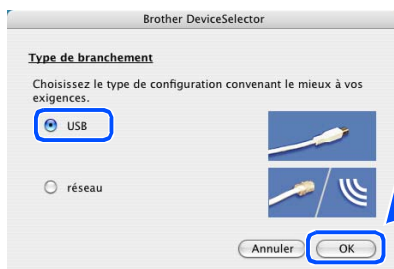 Brother DeviceSelector
Type de branchement
Choisissez le type de configuration convenant le mieux à vos
exigences.
USB
réseau
Annuler
OK